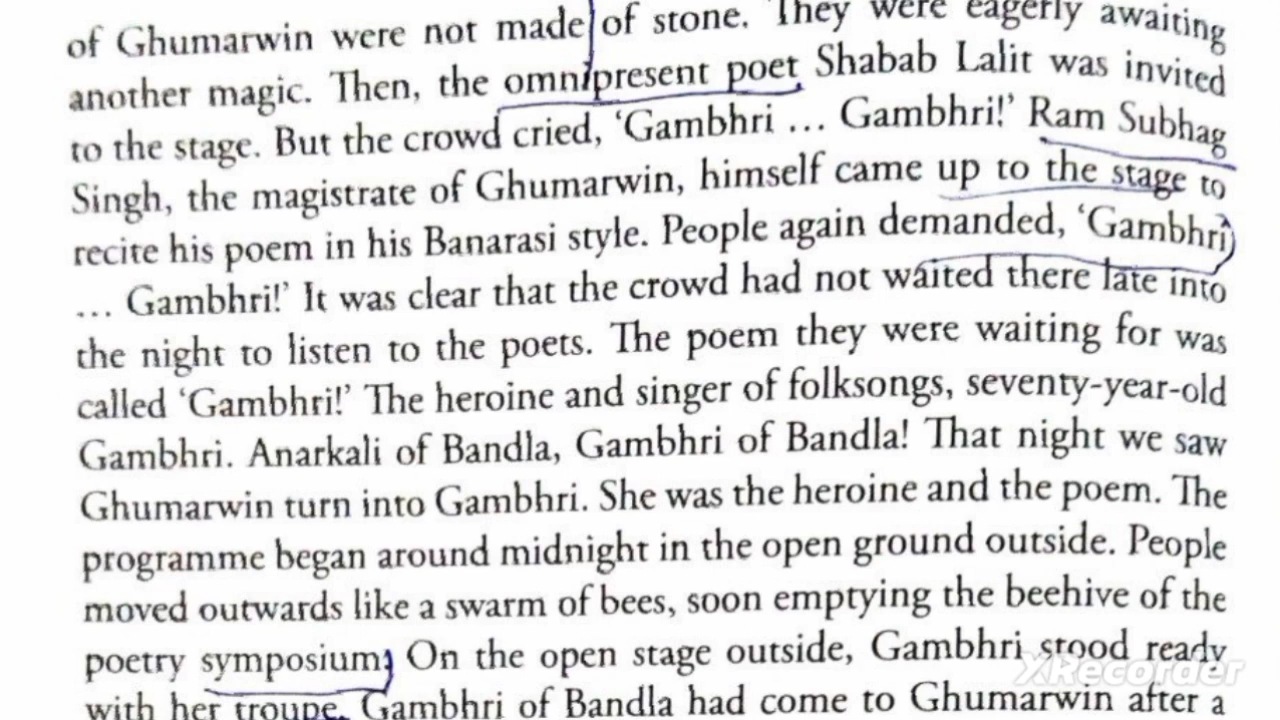 of Ghumarwin were not made of stone. They were eagerly awaiting
another magic. Then, the omnipresent poet Shabab Lalit was invited
to the stage. But the crowd cried, ‘Gambhri ... Gambhri!’ Ram Subhag
Singh, the magistrate of Ghumarwin, himself came up to the stage to
recite his poem in his Banarasi style. People again demanded, ‘Gambhri
... Gambhri!’ It was clear that the crowd had not waited there late into
the night to listen to the poets. The poem they were waiting for was
called ‘Gambhri!’ The heroine and singer of folksongs, seventy-year-old
Gambhri. Anarkali of Bandla, Gambhri of Bandla! That night we saw
Ghumarwin turn into Gambhri. She was the heroine and the poem. The
programme began around midnight in the open ground outside. People
moved outwards like a swarm of bees, soon emptying the beehive of the
poetry symposium. On the open stage outside, Gambhri stood ready
with her troupe. Gambhri of Bandla had come to Ghumarwin after a
XRecorder